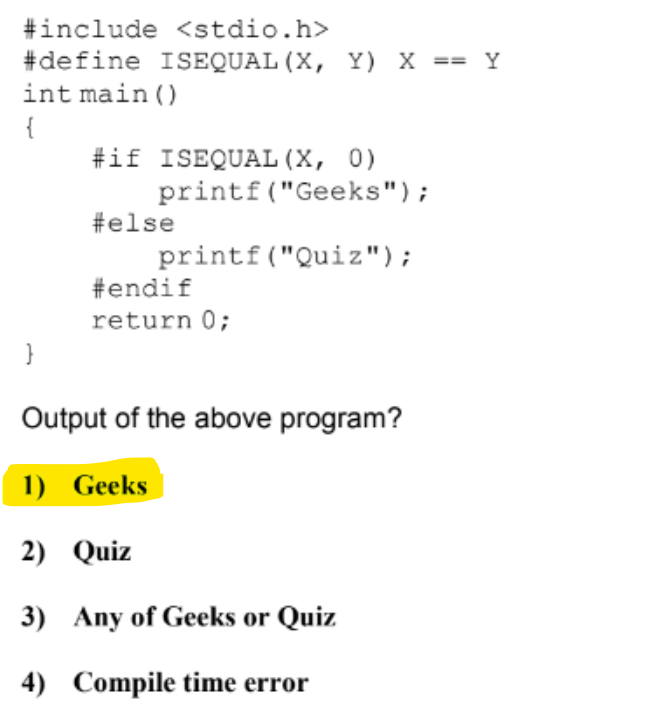 #include <stdio.h>
#define ISEQUAL(X, Y) X == Y
int main()
{
    #if ISEQUAL(X, 0)
        printf("Geeks");
    #else
        printf("Quiz");
    #endif
    return 0;
}
Output of the above program?
1) Geeks
2) Quiz
3) Any of Geeks or Quiz
4) Compile time error